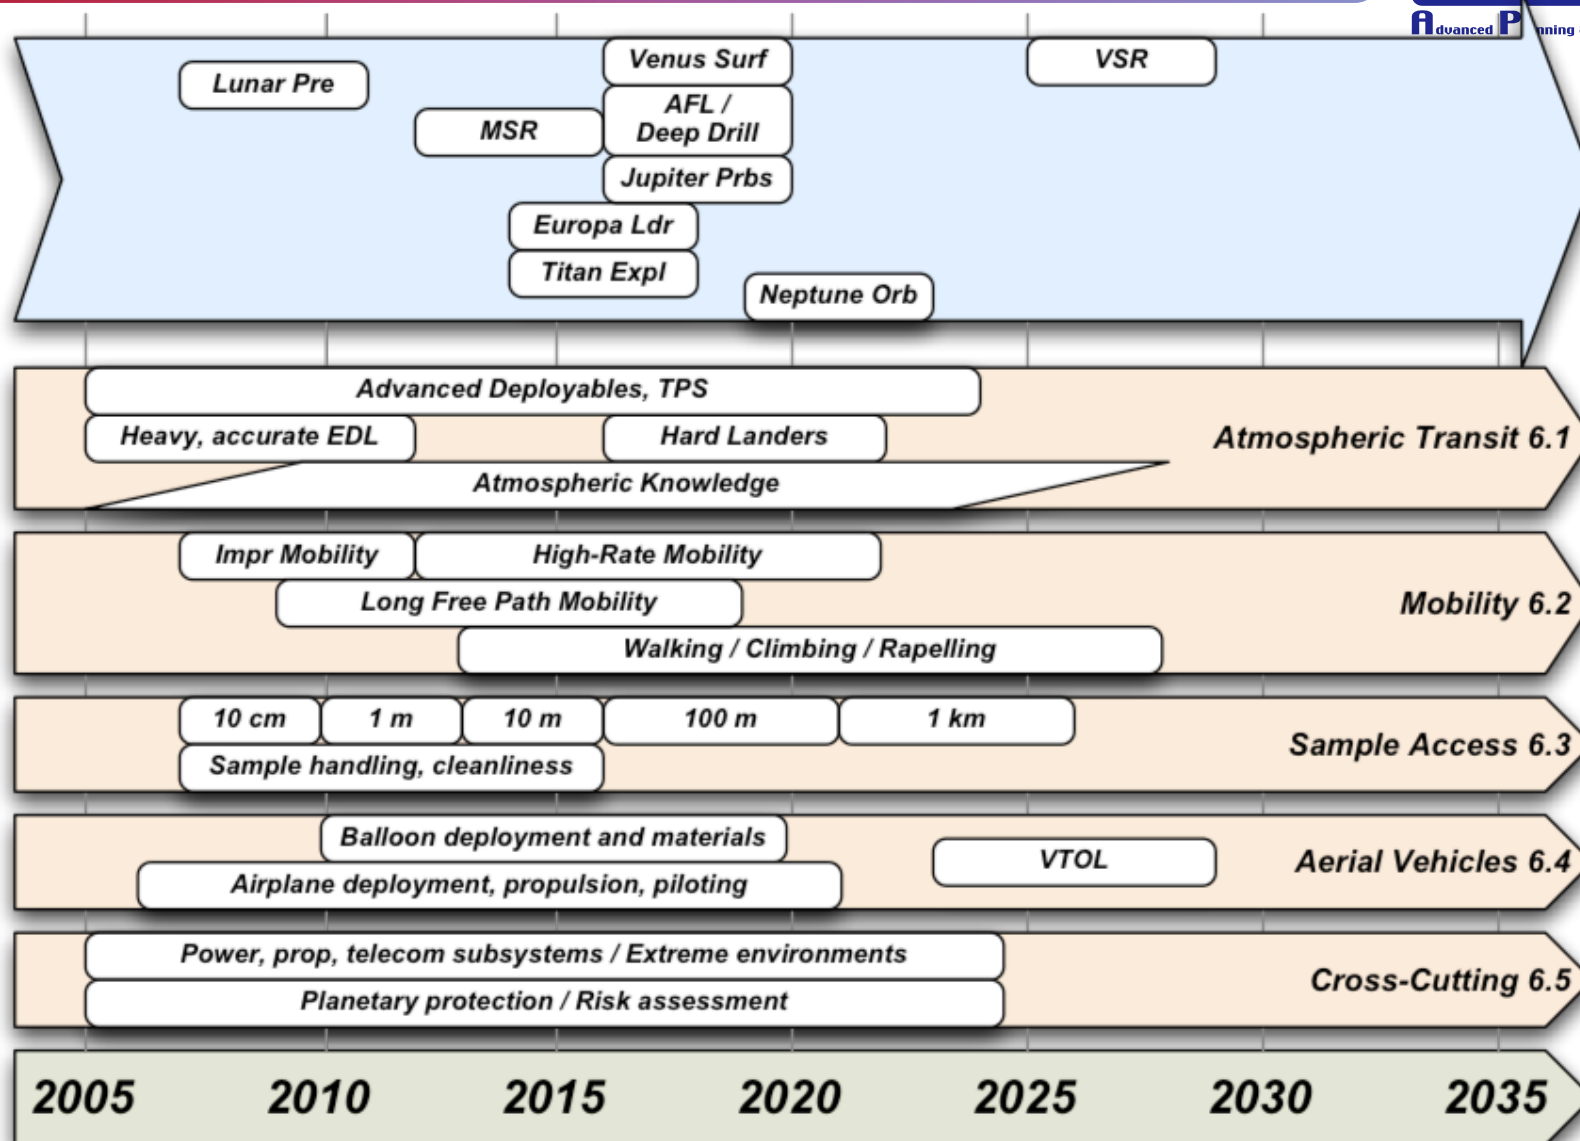 Advanced Planning
Venus Surf
VSR
Lunar Pre
AFL /
Deep Drill
MSR
Jupiter Prbs
Europa Ldr
Titan Expl
Neptune Orb
Advanced Deployables, TPS
Heavy, accurate EDL
Hard Landers
Atmospheric Transit 6.1
Atmospheric Knowledge
Impr Mobility
High-Rate Mobility
Long Free Path Mobility
Mobility 6.2
Walking / Climbing / Rapelling
10 cm
1 m
10 m
100 m
1 km
Sample Access 6.3
Sample handling, cleanliness
Balloon deployment and materials
VTOL
Aerial Vehicles 6.4
Airplane deployment, propulsion, piloting
Power, prop, telecom subsystems / Extreme environments
Cross-Cutting 6.5
Planetary protection / Risk assessment
2005 2010 2015 2020 2025 2030 2035